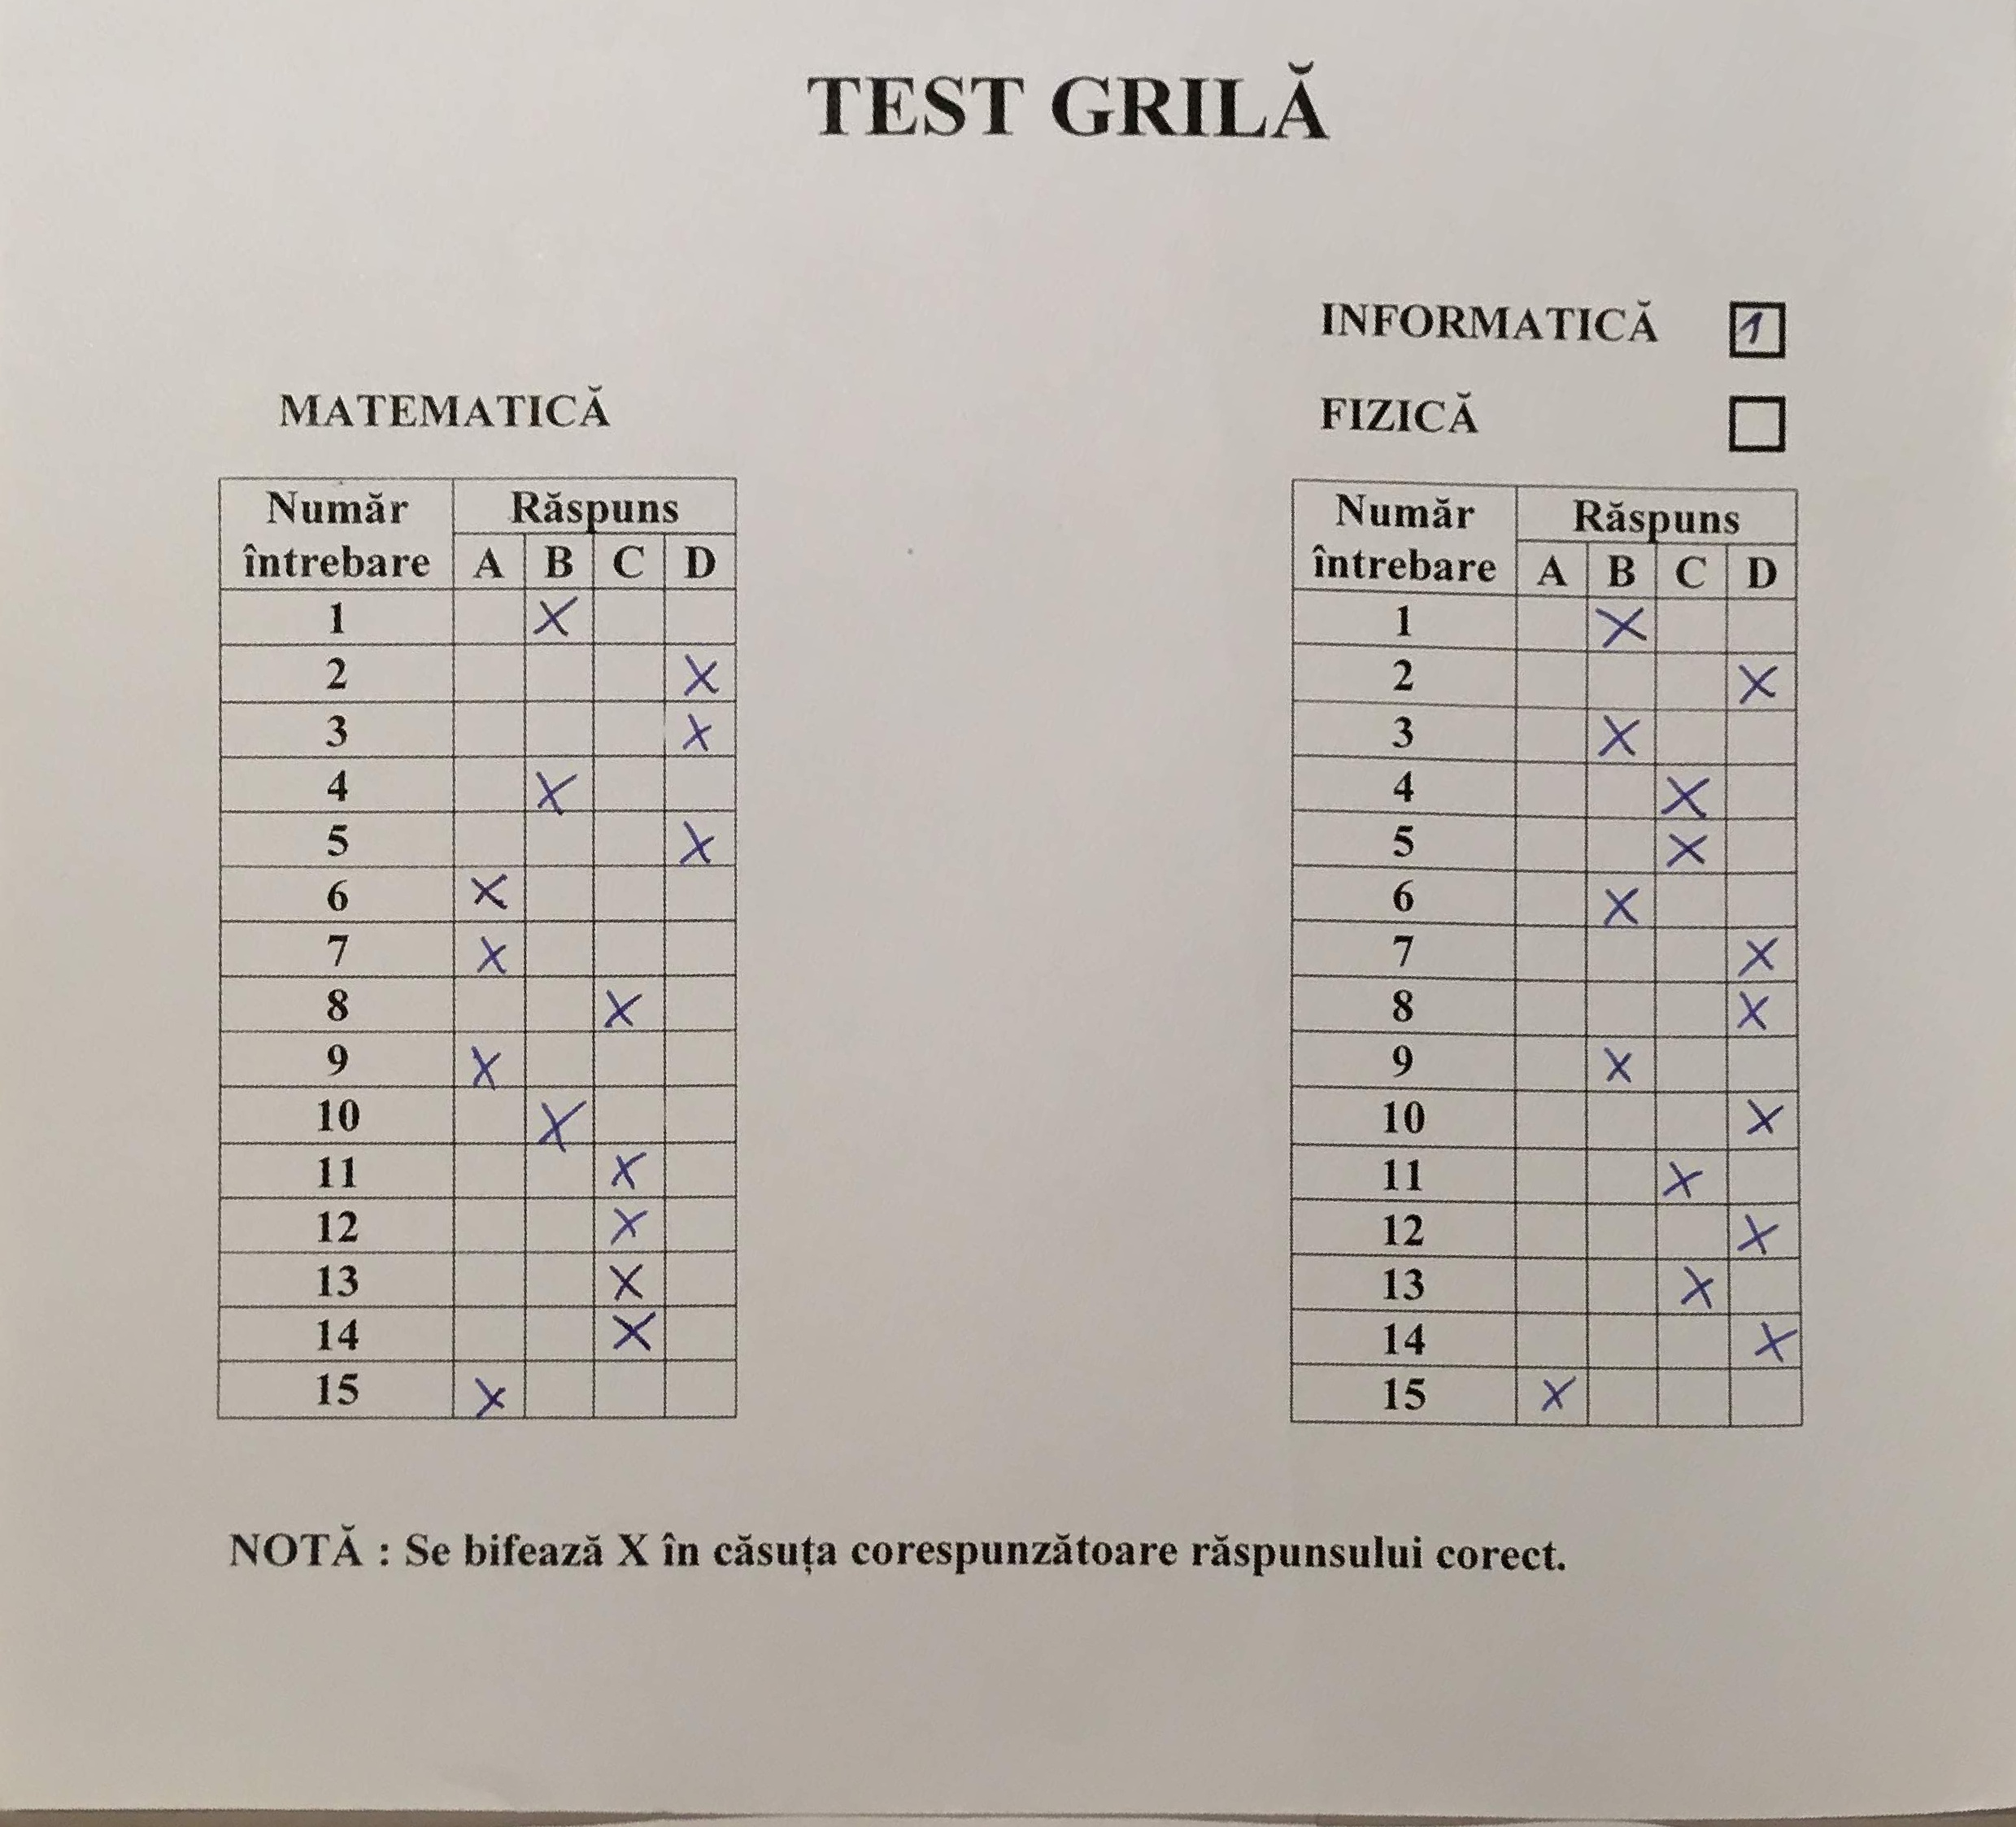 TEST GRILĂ
INFORMATICĂ 1
FIZICĂ
MATEMATICĂ
Număr întrebare Răspuns
A B C D
1 X
2 X
3 X
4 X
5 X
6 X
7 X
8 X
9 X
10 X
11 X
12 X
13 X
14 X
15 X
Număr întrebare Răspuns
A B C D
1 X
2 X
3 X
4 X
5 X
6 X
7 X
8 X
9 X
10 X
11 X
12 X
13 X
14 X
15 X
NOTĂ : Se bifează X în căsuța corespunzătoare răspunsului corect.